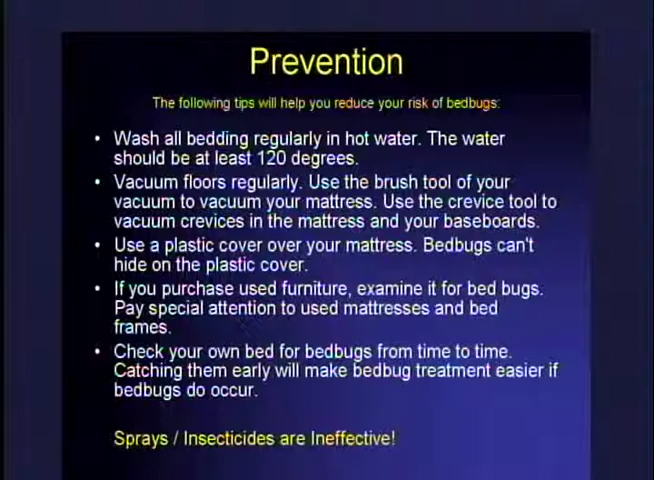 Prevention
The following tips will help you reduce your risk of bedbugs:
• Wash all bedding regularly in hot water. The water
should be at least 120 degrees.
• Vacuum floors regularly. Use the brush tool of your
vacuum to vacuum your mattress. Use the crevice tool to
vacuum crevices in the mattress and your baseboards.
• Use a plastic cover over your mattress. Bedbugs can't
hide on the plastic cover.
• If you purchase used furniture, examine it for bed bugs.
Pay special attention to used mattresses and bed
frames.
• Check your own bed for bedbugs from time to time.
Catching them early will make bedbug treatment easier if
bedbugs do occur.
Sprays / Insecticides are Ineffective!